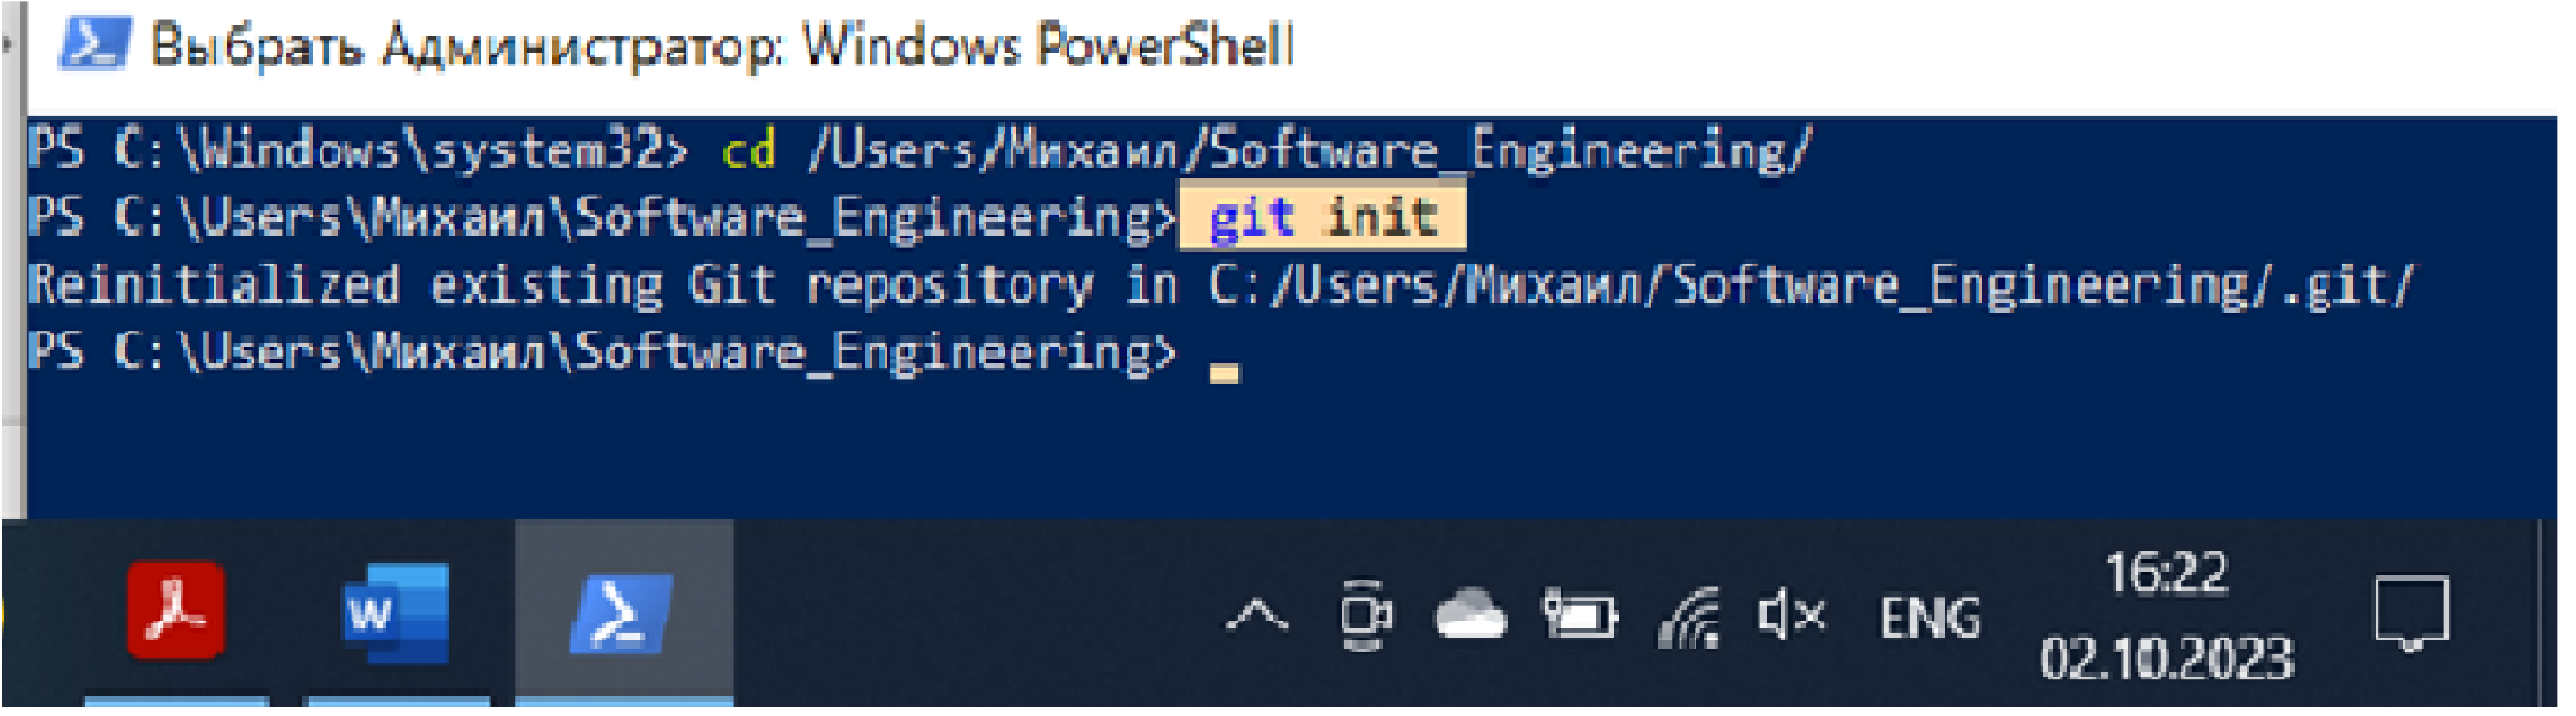 Выбрать Администратор: Windows PowerShell
PS C:\Windows\system32> cd /Users/Михаил/Software_Engineering/
PS C:\Users\Михаил\Software_Engineering> git init
Reinitialized existing Git repository in C:/Users/Михаил/Software_Engineering/.git/
PS C:\Users\Михаил\Software_Engineering>
W
ENG
16:22
02.10.2023